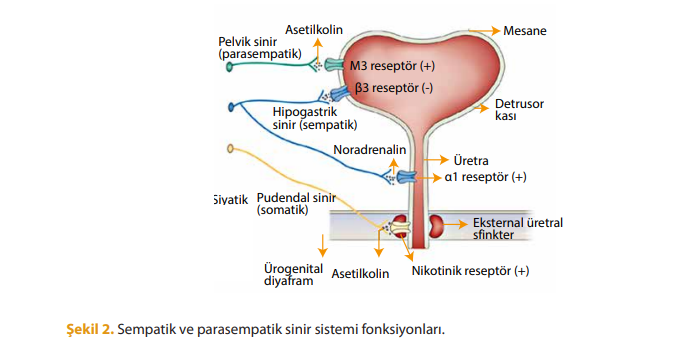 Asetilkolin
Mesane
Pelvik sinir
(parasempatik)
M3 reseptör (+)
β3 reseptör (-)
Hipogastrik
sinir (sempatik)
Detrusor
kası
Noradrenalin
Üretra
α1 reseptör (+)
Siyatik
Pudendal sinir
(somatik)
Eksternal üretral
sfinkter
Ürogenital
diyafram
Asetilkolin
Nikotinik reseptör (+)
Şekil 2. Sempatik ve parasempatik sinir sistemi fonksiyonları.